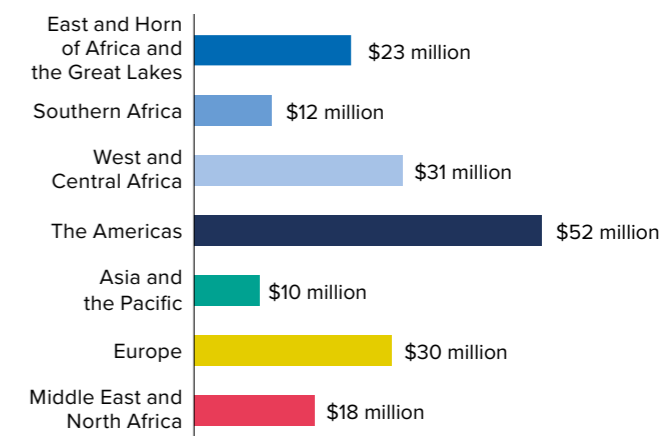 East and Horn
of Africa and
the Great Lakes
$23 million
Southern Africa
$12 million
West and
Central Africa
$31 million
The Americas
$52 million
Asia and
the Pacific
$10 million
Europe
$30 million
Middle East and
North Africa
$18 million